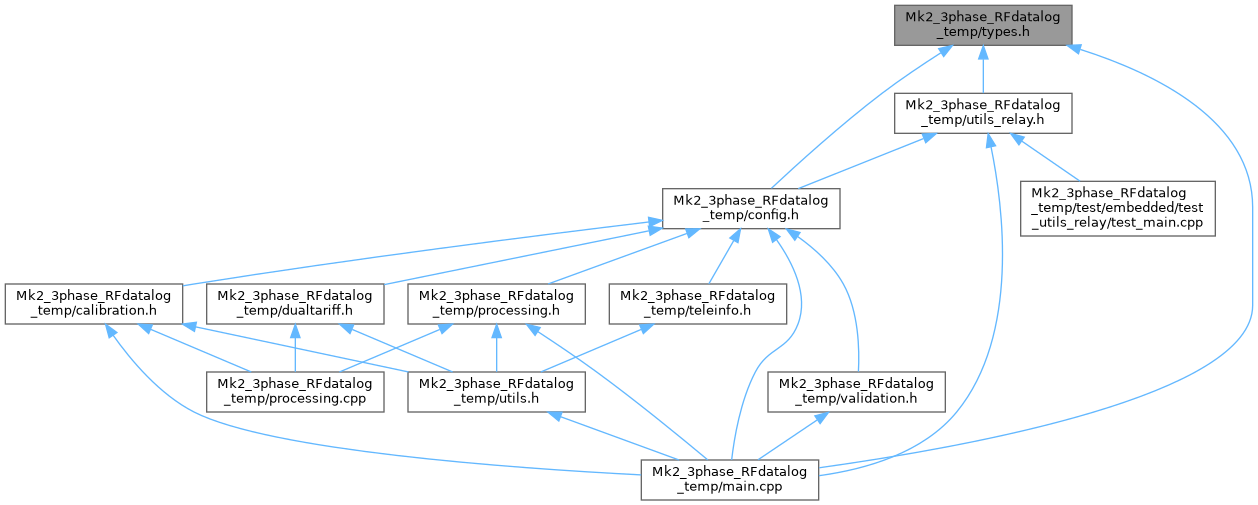 Mk2_3phase_RFdatalog
_temp/types.h
Mk2_3phase_RFdatalog
_temp/utils_relay.h
Mk2_3phase_RFdatalog
_temp/config.h
Mk2_3phase_RFdatalog
_temp/test/embedded/test
_utils_relay/test_main.cpp
Mk2_3phase_RFdatalog
_temp/calibration.h
Mk2_3phase_RFdatalog
_temp/dualtariff.h
Mk2_3phase_RFdatalog
_temp/processing.h
Mk2_3phase_RFdatalog
_temp/teleinfo.h
Mk2_3phase_RFdatalog
_temp/processing.cpp
Mk2_3phase_RFdatalog
_temp/utils.h
Mk2_3phase_RFdatalog
_temp/validation.h
Mk2_3phase_RFdatalog
_temp/main.cpp